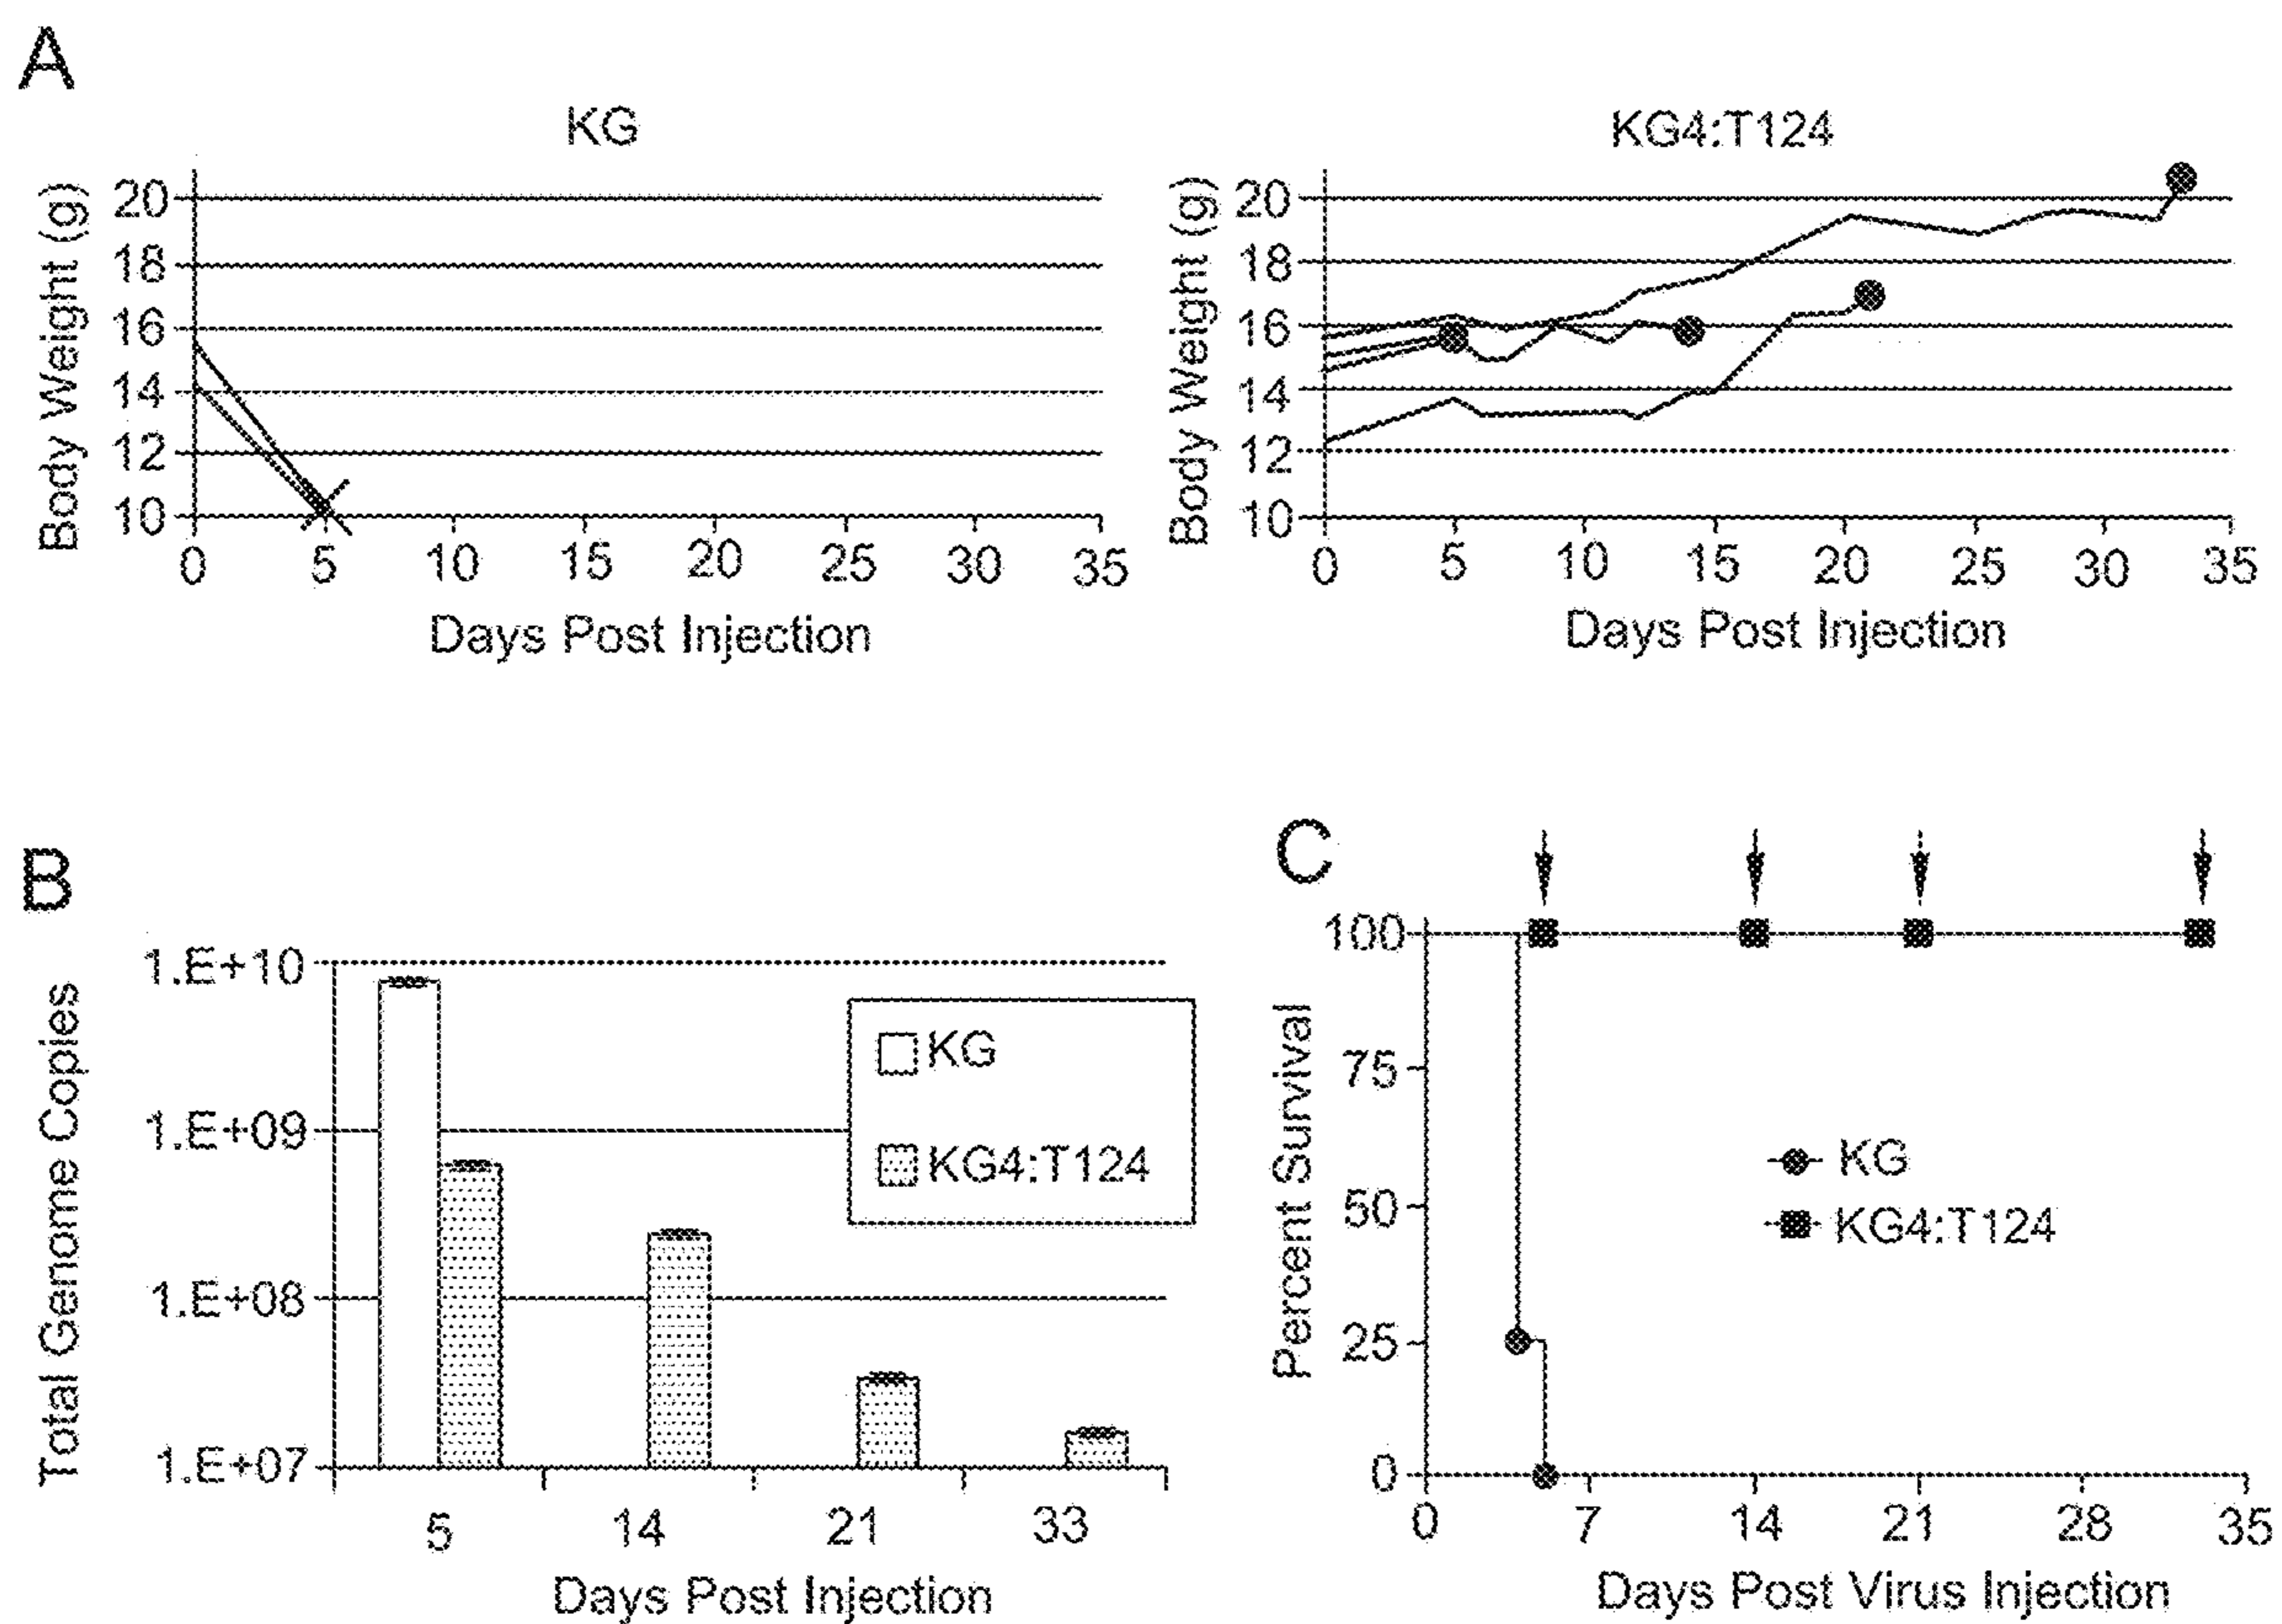 A
KG
Body Weight (g)
20
18
16
14
12
10
0 5 10 15 20 25 30 35
Days Post Injection
KG4:T124
Body Weight (g)
20
18
16
14
12
10
0 5 10 15 20 25 30 35
Days Post Injection
B
Total Genome Copies
1.E+10
1.E+09
1.E+08
1.E+07
KG
KG4:T124
5 14 21 33
Days Post Injection
C
Percent Survival
100
75
50
25
0
KG
KG4:T124
0 7 14 21 28 35
Days Post Virus Injection